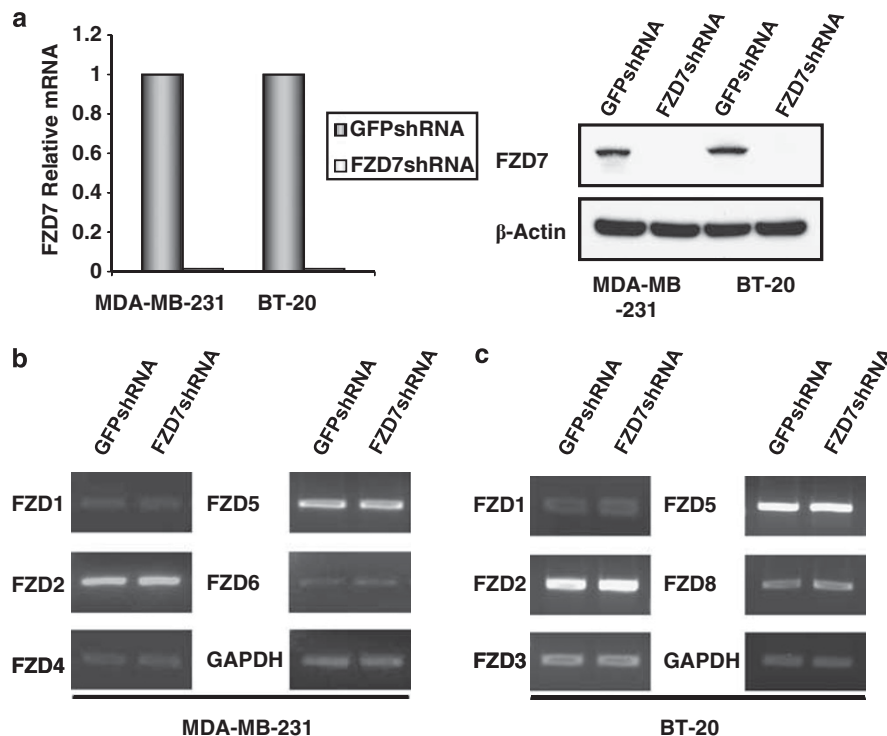 a
FZD7 Relative mRNA
1.2
1
0.8
0.6
0.4
0.2
0
MDA-MB-231 BT-20
GFPshRNA
FZD7shRNA
GFPshRNA FZD7shRNA GFPshRNA FZD7shRNA
FZD7
β-Actin
MDA-MB
-231
BT-20
b
GFPshRNA FZD7shRNA GFPshRNA FZD7shRNA
FZD1 FZD5
FZD2 FZD6
FZD4 GAPDH
MDA-MB-231
c
GFPshRNA FZD7shRNA GFPshRNA FZD7shRNA
FZD1 FZD5
FZD2 FZD8
FZD3 GAPDH
BT-20